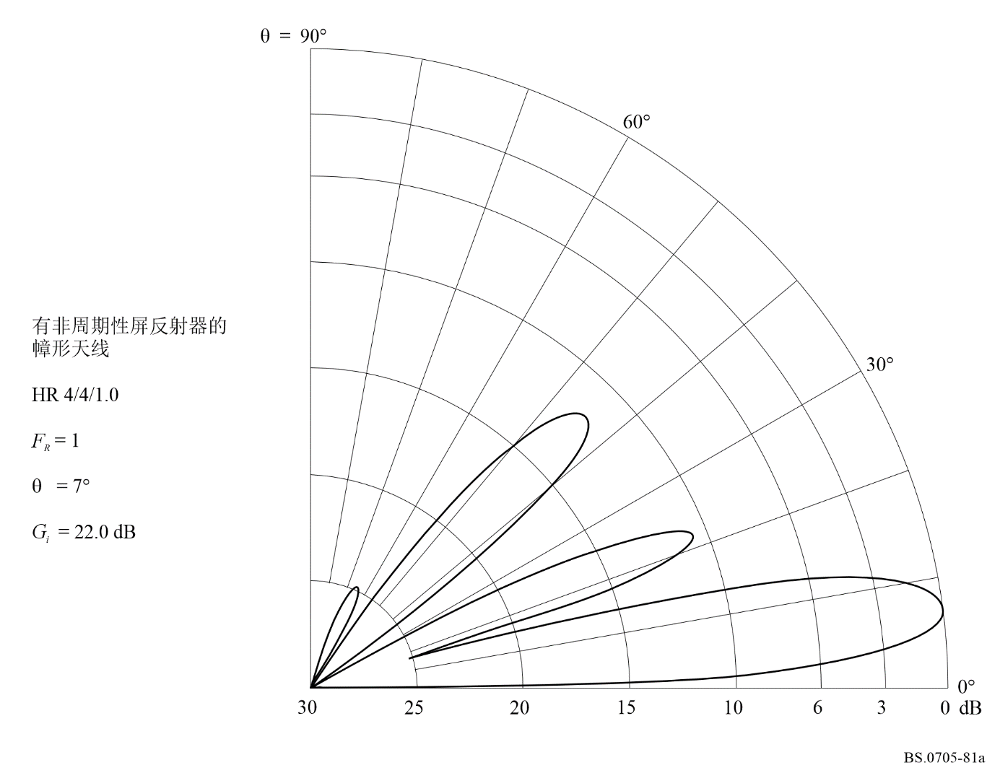 θ = 90°
60°
30°
有非周期性屏反射器的
幛形天线
HR 4/4/1.0
F_R = 1
θ = 7°
G_i = 22.0 dB
0°
30 25 20 15 10 6 3 0 dB
BS.0705-81a